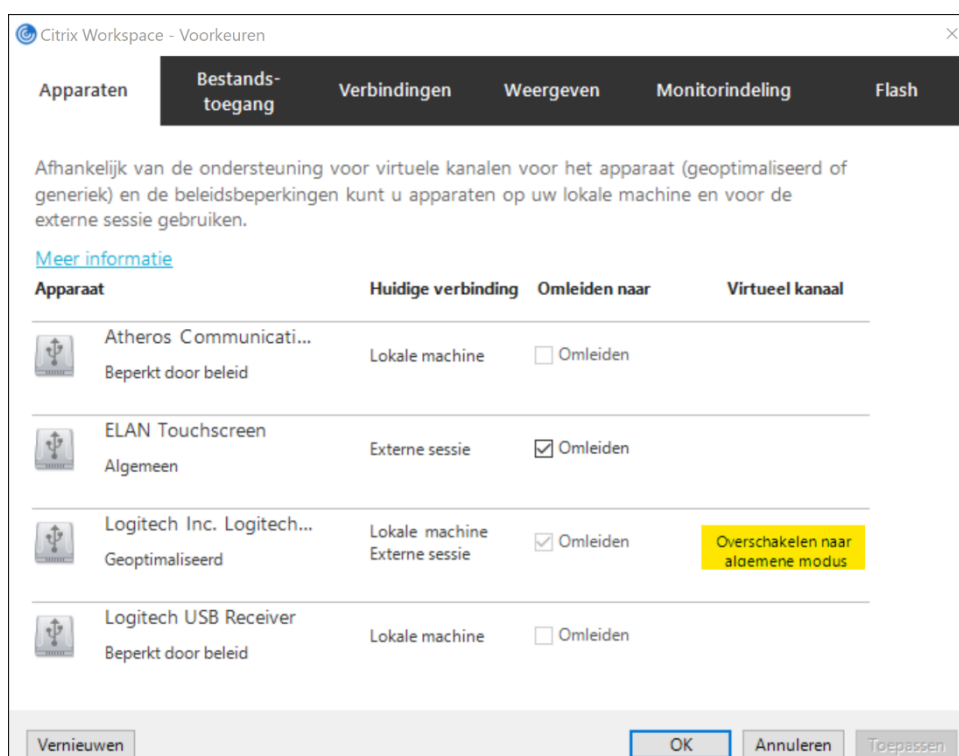 Citrix Workspace - Voorkeuren
Apparaten
Bestands-
toegang
Verbindingen
Weergeven
Monitorindeling
Flash
Afhankelijk van de ondersteuning voor virtuele kanalen voor het apparaat (geoptimaliseerd of
generiek) en de beleidsbeperkingen kunt u apparaten op uw lokale machine en voor de
externe sessie gebruiken.
Meer informatie
Apparaat Huidige verbinding Omleiden naar Virtueel kanaal
Atheros Communicati...
Beperkt door beleid
Lokale machine
Omleiden
ELAN Touchscreen
Algemeen
Externe sessie
Omleiden
Logitech Inc. Logitech...
Geoptimaliseerd
Lokale machine
Externe sessie
Omleiden
Overschakelen naar
algemene modus
Logitech USB Receiver
Beperkt door beleid
Lokale machine
Omleiden
Vernieuwen OK Annuleren Toepassen